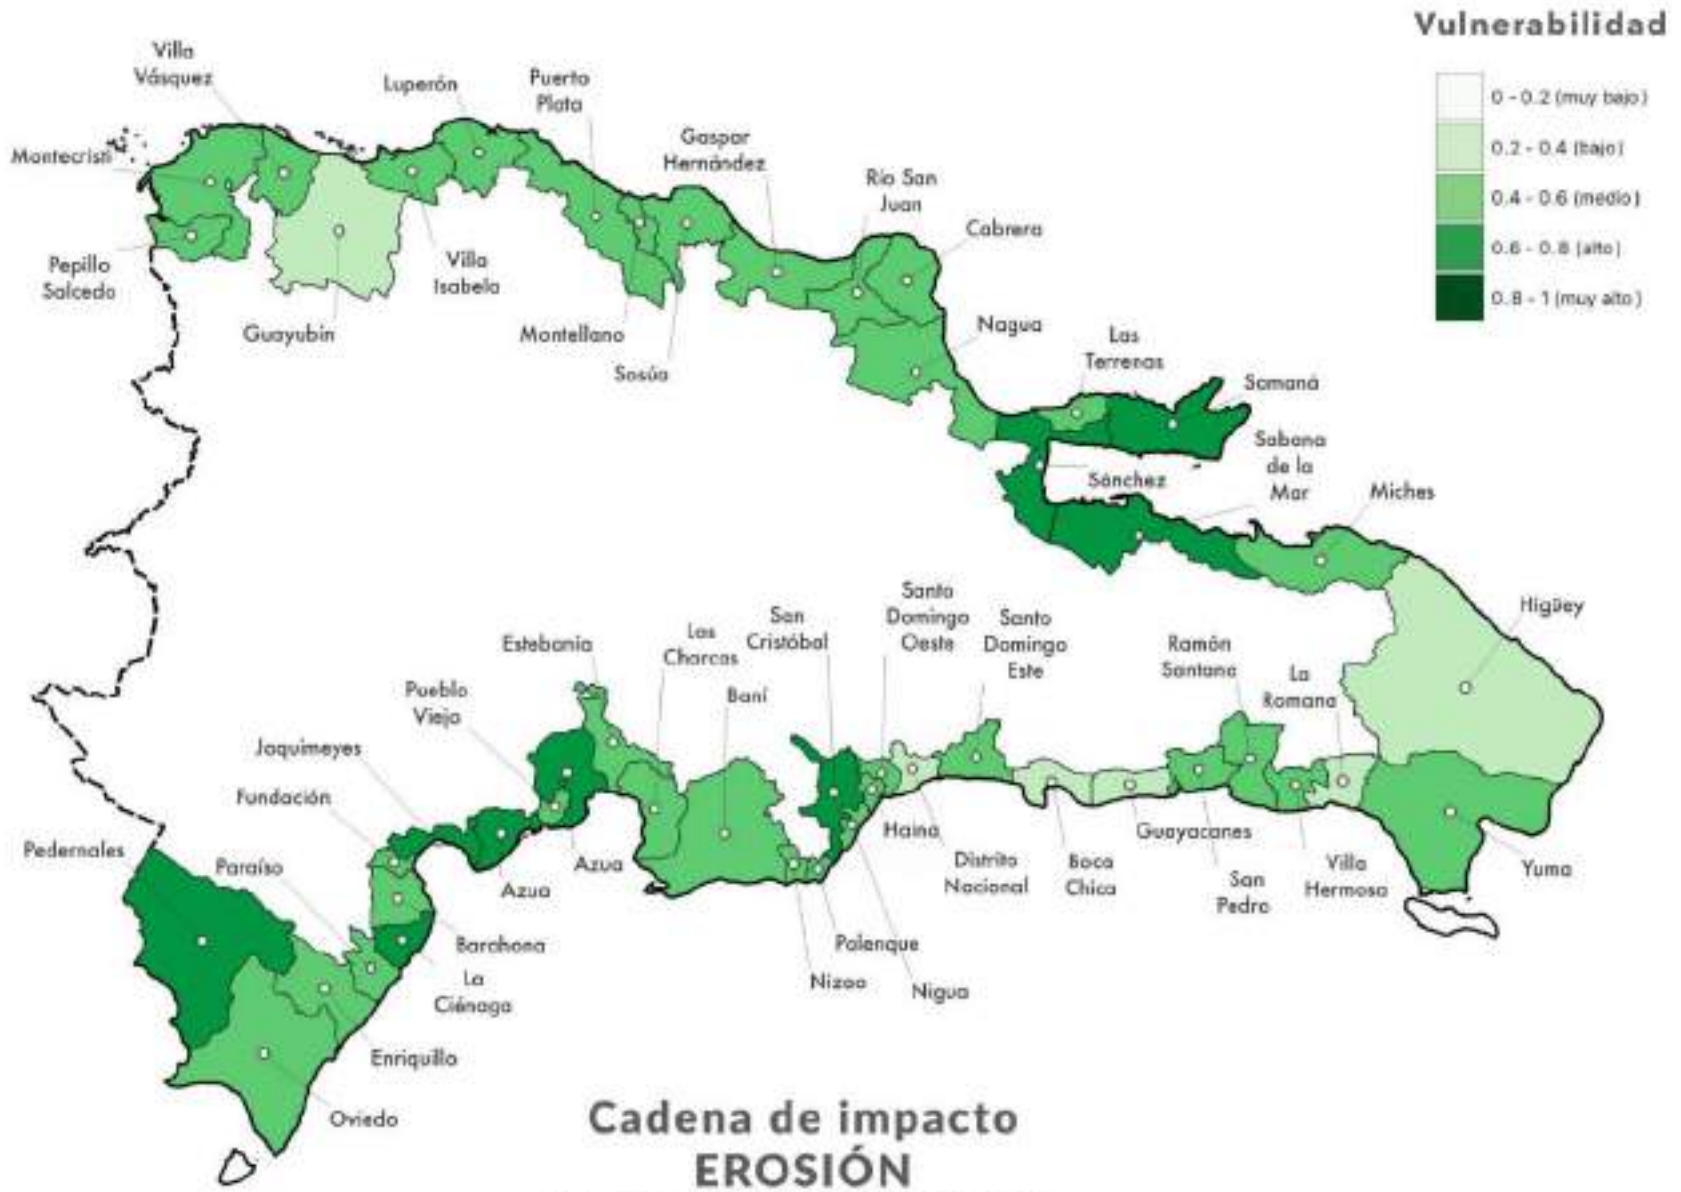 Vulnerabilidad
0 - 0.2 (muy bajo)
0.2 - 0.4 (bajo)
0.4 - 0.6 (medio)
0.6 - 0.8 (alto)
0.8 - 1 (muy alto)
Villa
Vásquez
Luperón
Puerto
Plata
Gaspar
Hernández
Montecristi
Río San
Juan
Cabrera
Pepillo
Salcedo
Villa
Isabela
Guayubín
Montellano
Sosúa
Nagua
Las
Terrenas
Samaná
Sabana
de la
Mar
Sánchez
Miches
Higüey
Santo
Domingo
Oeste
Santo
Domingo
Este
San
Cristóbal
Las
Charcas
Estebanía
Baní
Ramón
Santana
La
Romana
Pueblo
Viejo
Jaquimeyes
Fundación
Pedernales
Paraíso
Azua
Azua
Haina
Guayacanes
Distrito
Nacional
Boca
Chica
San
Pedro
Villa
Hermosa
Yuma
Barahona
La
Ciénaga
Palenque
Nizao
Nigua
Enriquillo
Oviedo
Cadena de impacto
EROSIÓN